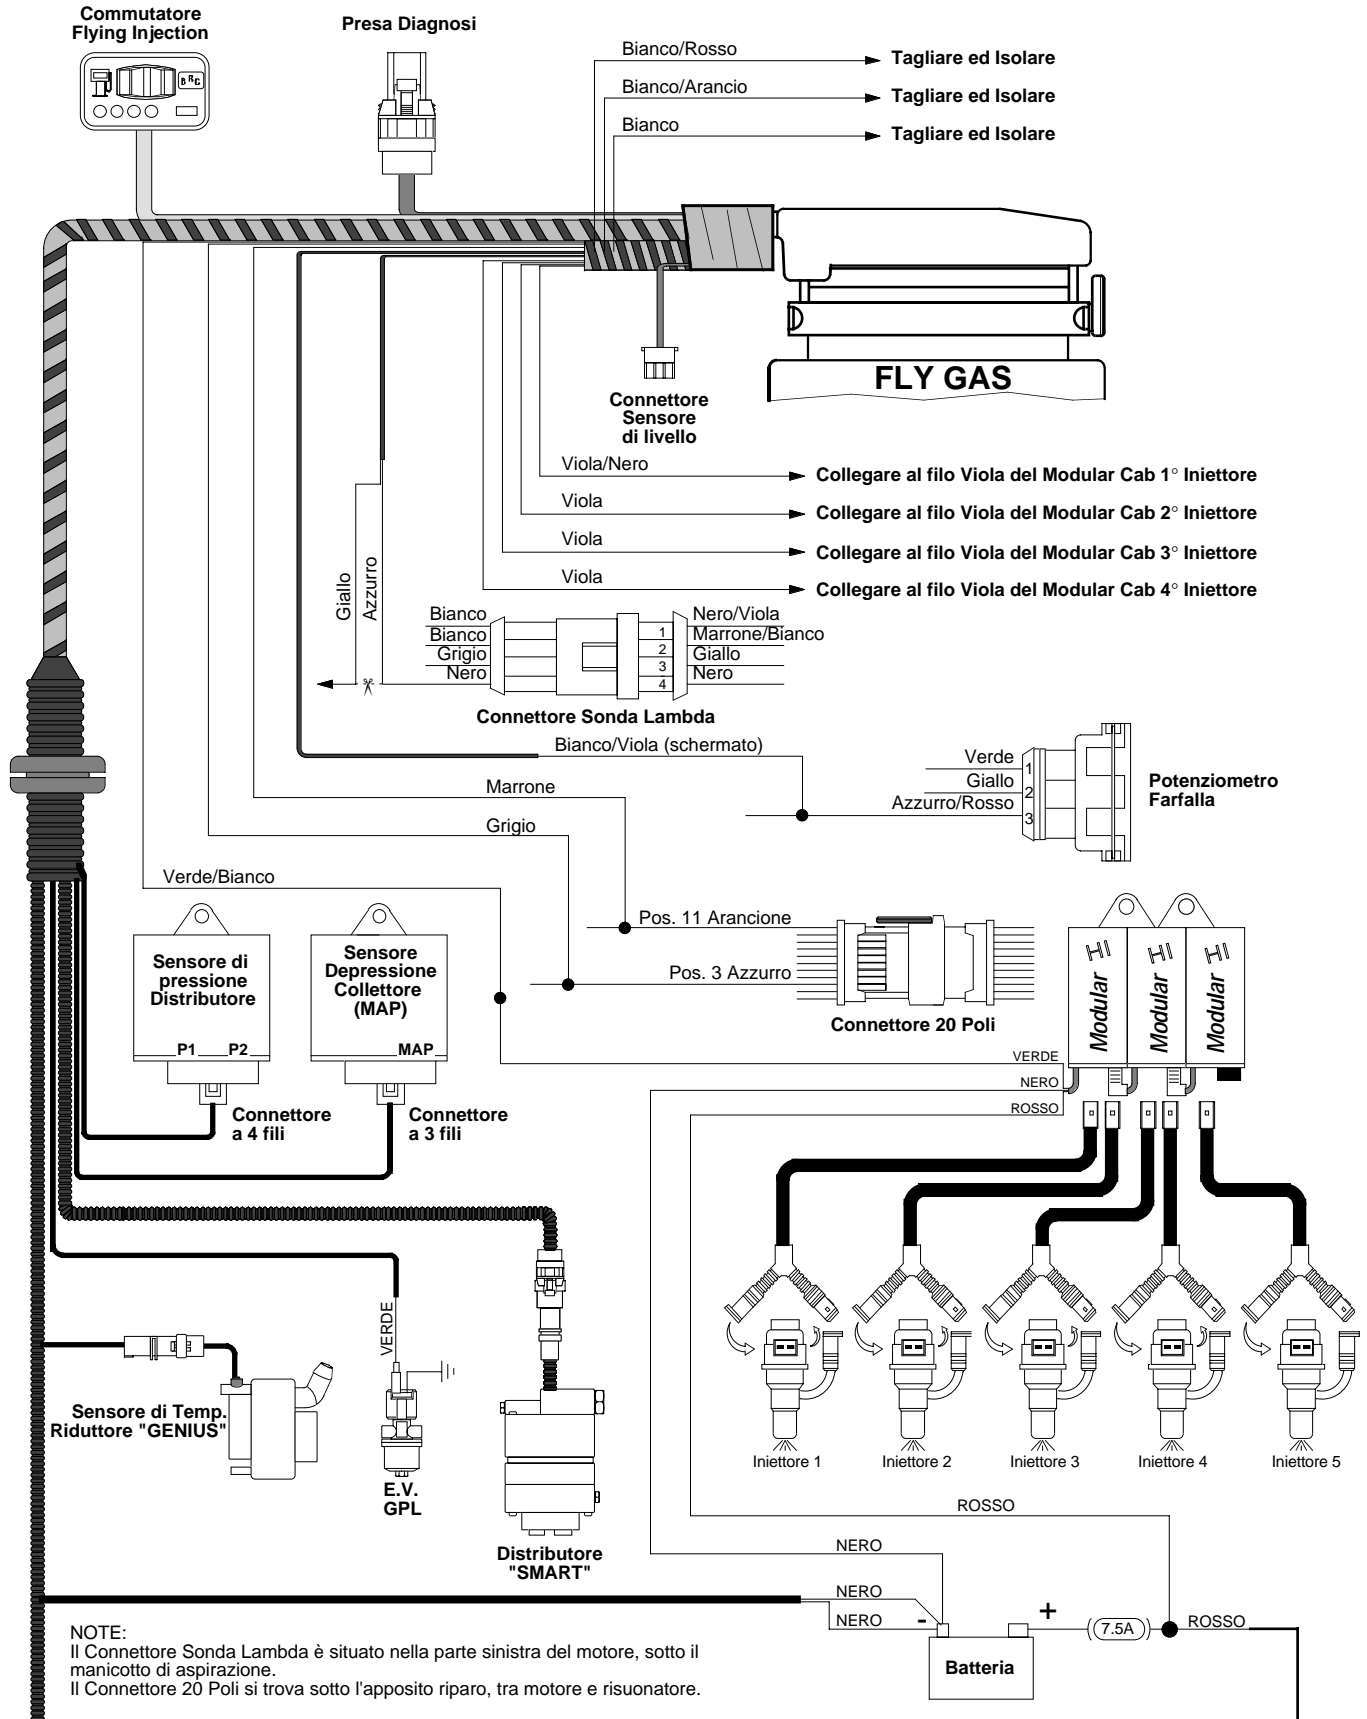 Commutatore
Flying Injection
Presa Diagnosi
B R C
Bianco/Rosso
Tagliare ed Isolare
Bianco/Arancio
Tagliare ed Isolare
Bianco
Tagliare ed Isolare
FLY GAS
Connettore
Sensore
di livello
Viola/Nero
Collegare al filo Viola del Modular Cab 1° Iniettore
Viola
Collegare al filo Viola del Modular Cab 2° Iniettore
Viola
Collegare al filo Viola del Modular Cab 3° Iniettore
Viola
Collegare al filo Viola del Modular Cab 4° Iniettore
Giallo
Azzurro
Bianco
Bianco
Grigio
Nero
1
2
3
4
Nero/Viola
Marrone/Bianco
Giallo
Nero
Connettore Sonda Lambda
Bianco/Viola (schermato)
Verde
Giallo
Azzurro/Rosso
1
2
3
Potenziometro
Farfalla
Marrone
Grigio
Verde/Bianco
Pos. 11 Arancione
Pos. 3 Azzurro
Connettore 20 Poli
Sensore di
pressione
Distributore
P1 P2
Sensore
Depressione
Collettore
(MAP)
MAP
Connettore
a 4 fili
Connettore
a 3 fili
Modular HI
Modular HI
Modular HI
VERDE
NERO
ROSSO
VERDE
Sensore di Temp.
Riduttore "GENIUS"
E.V.
GPL
Distributore
"SMART"
Iniettore 1
Iniettore 2
Iniettore 3
Iniettore 4
Iniettore 5
ROSSO
NERO
NERO
NERO
-
+
7.5A
ROSSO
Batteria
NOTE:
Il Connettore Sonda Lambda è situato nella parte sinistra del motore, sotto il
manicotto di aspirazione.
Il Connettore 20 Poli si trova sotto l'apposito riparo, tra motore e risuonatore.